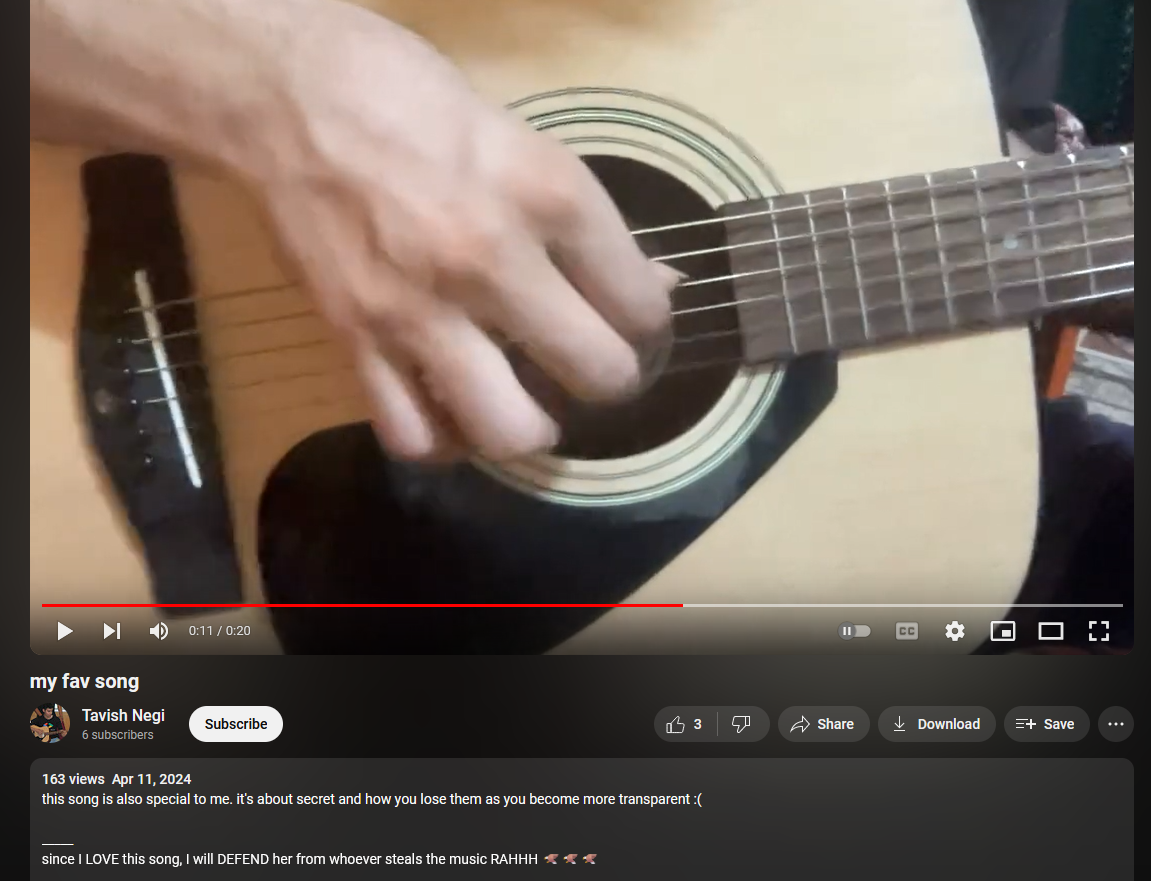 0:11 / 0:20
CC
my fav song
Tavish Negi
6 subscribers
Subscribe
3
Share
Download
Save
163 views Apr 11, 2024
this song is also special to me. it's about secret and how you lose them as you become more transparent :(
____
since I LOVE this song, I will DEFEND her from whoever steals the music RAHHH